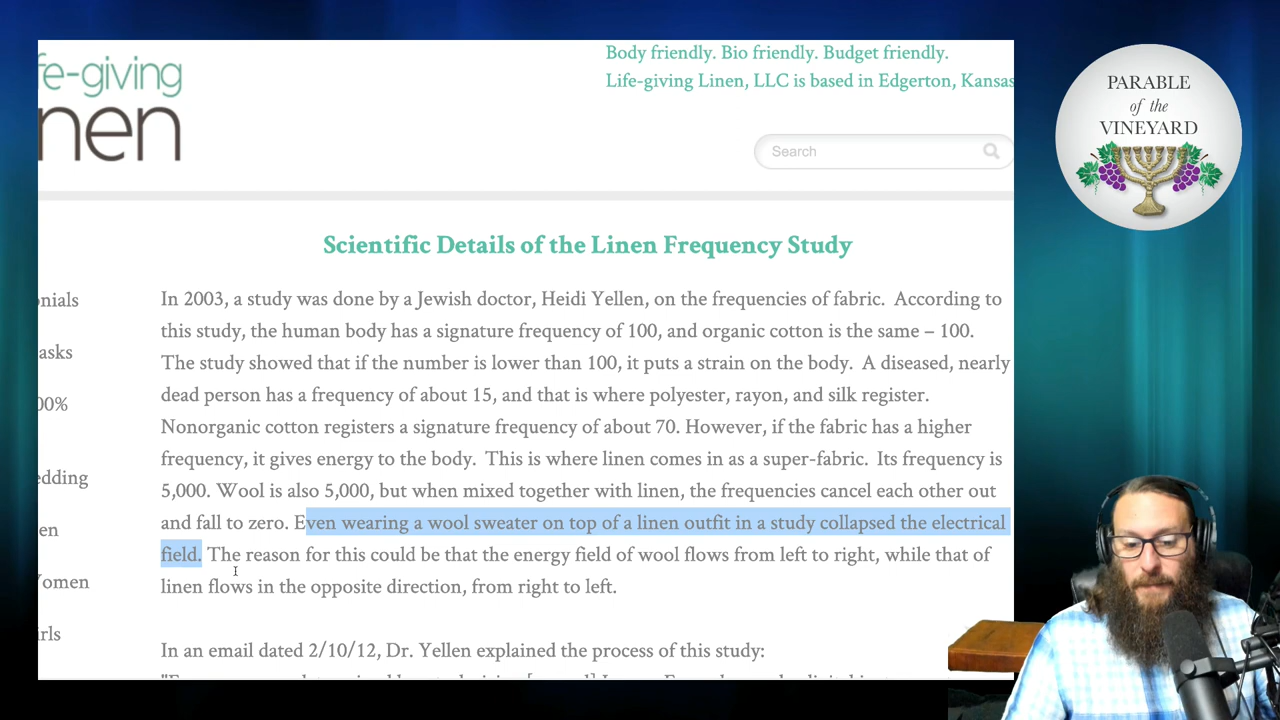 fe-giving
nen
Body friendly. Bio friendly. Budget friendly.
Life-giving Linen, LLC is based in Edgerton, Kansas
Search
PARABLE
of the
VINEYARD
Scientific Details of the Linen Frequency Study
onials
asks
00%
edding
en
Women
irls
In 2003, a study was done by a Jewish doctor, Heidi Yellen, on the frequencies of fabric. According to
this study, the human body has a signature frequency of 100, and organic cotton is the same – 100.
The study showed that if the number is lower than 100, it puts a strain on the body. A diseased, nearly
dead person has a frequency of about 15, and that is where polyester, rayon, and silk register.
Nonorganic cotton registers a signature frequency of about 70. However, if the fabric has a higher
frequency, it gives energy to the body. This is where linen comes in as a super-fabric. Its frequency is
5,000. Wool is also 5,000, but when mixed together with linen, the frequencies cancel each other out
and fall to zero. Even wearing a wool sweater on top of a linen outfit in a study collapsed the electrical
field. The reason for this could be that the energy field of wool flows from left to right, while that of
linen flows in the opposite direction, from right to left.
In an email dated 2/10/12, Dr. Yellen explained the process of this study: